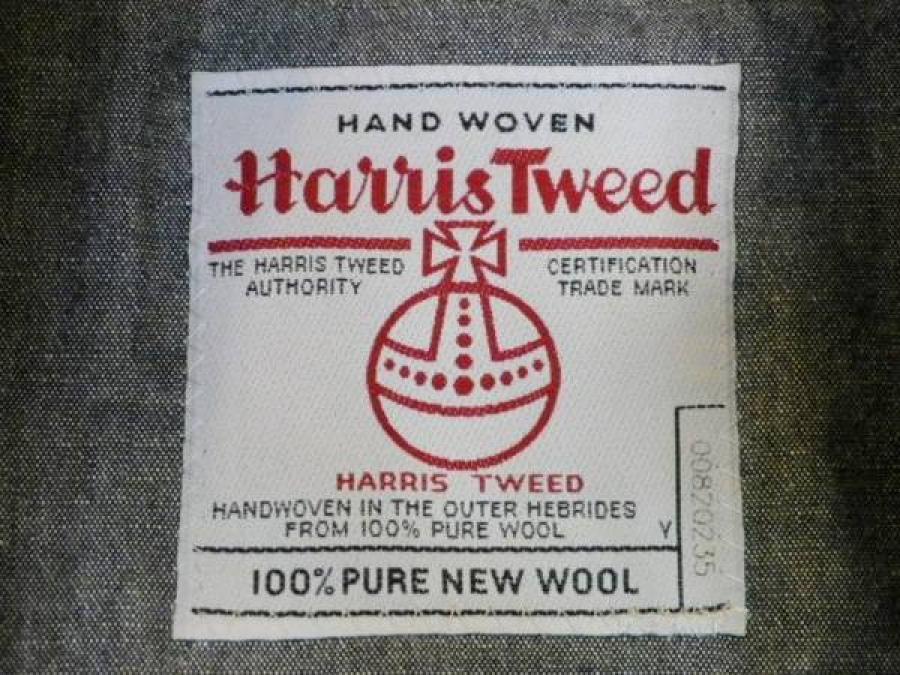 HAND WOVEN
Harris Tweed
THE HARRIS TWEED
AUTHORITY
CERTIFICATION
TRADE MARK
HARRIS TWEED
HANDWOVEN IN THE OUTER HEBRIDES
FROM 100% PURE WOOL
Y
008202235
100% PURE NEW WOOL